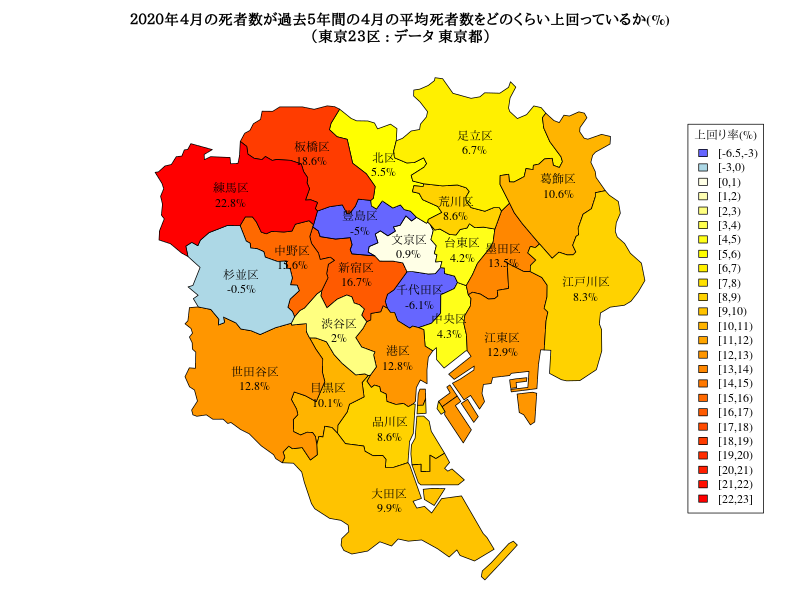 2020年4月の死者数が過去5年間の4月の平均死者数をどのくらい上回っているか(%)
（東京23区：データ 東京都）
足立区
6.7%
板橋区
18.6%
北区
5.5%
葛飾区
10.6%
練馬区
22.8%
荒川区
8.6%
豊島区
-5%
文京区
0.9%
台東区
4.2%
墨田区
13.5%
中野区
15.6%
新宿区
16.7%
杉並区
-0.5%
千代田区
-6.1%
江戸川区
8.3%
渋谷区
2%
中央区
4.3%
港区
12.8%
江東区
12.9%
世田谷区
12.8%
目黒区
10.1%
品川区
8.6%
大田区
9.9%
上回り率(%)
[-6.5,-3)
[-3,0)
[0,1)
[1,2)
[2,3)
[3,4)
[4,5)
[5,6)
[6,7)
[7,8)
[8,9)
[9,10)
[10,11)
[11,12)
[12,13)
[13,14)
[14,15)
[15,16)
[16,17)
[17,18)
[18,19)
[19,20)
[20,21)
[21,22)
[22,23]